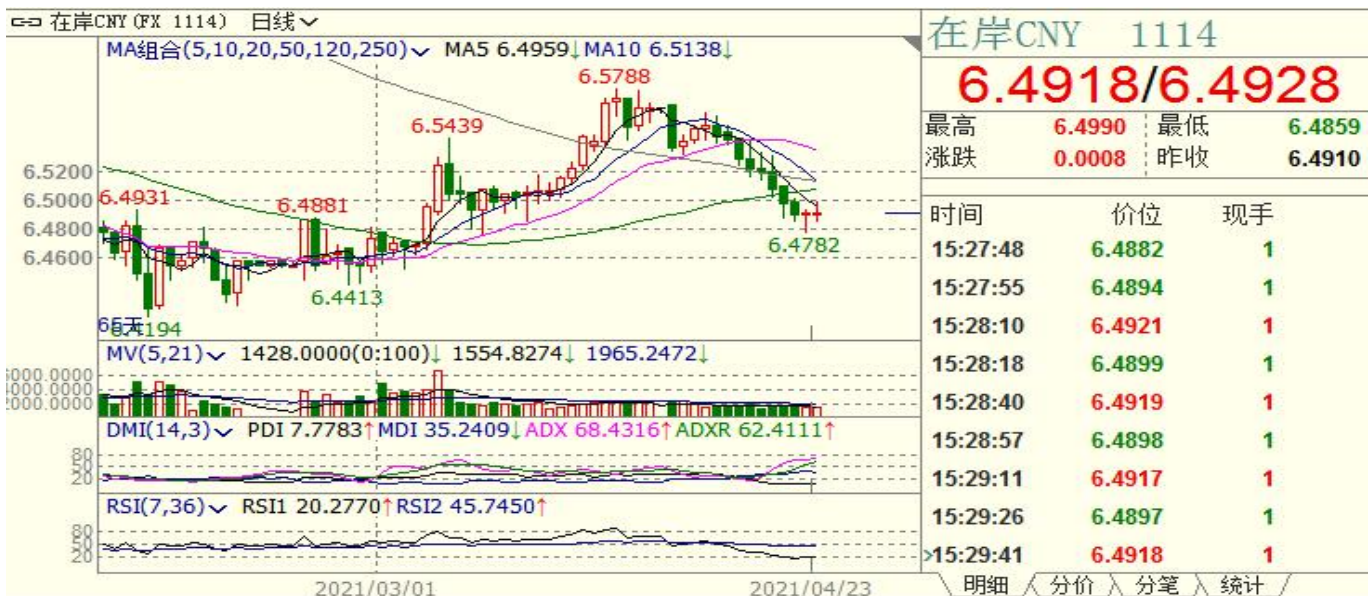 在岸CNY(FX 1114) 日线
MA组合(5,10,20,50,120,250) MA5 6.4959↓MA10 6.5138↓
6.5788
6.5439
6.5200
6.5000
6.4931
6.4881
6.4800
6.4782
6.4600
6.4413
65天
6.4194
MV(5,21) 1428.0000(0:100)↓ 1554.8274↓ 1965.2472↓
6000.0000
4000.0000
2000.0000
DMI(14,3) PDI 7.7783↑MDI 35.2409↓ADX 68.4316↑ADXR 62.4111↑
80
50
20
RSI(7,36) RSI1 20.2770↑RSI2 45.7450↑
80
50
20
2021/03/01 2021/04/23
在岸CNY 1114
6.4918/6.4928
最高 6.4990 最低 6.4859
涨跌 0.0008 昨收 6.4910
时间 价位 现手
15:27:48 6.4882 1
15:27:55 6.4894 1
15:28:10 6.4921 1
15:28:18 6.4899 1
15:28:40 6.4919 1
15:28:57 6.4898 1
15:29:11 6.4917 1
15:29:26 6.4897 1
>15:29:41 6.4918 1
明细 分价 分笔 统计